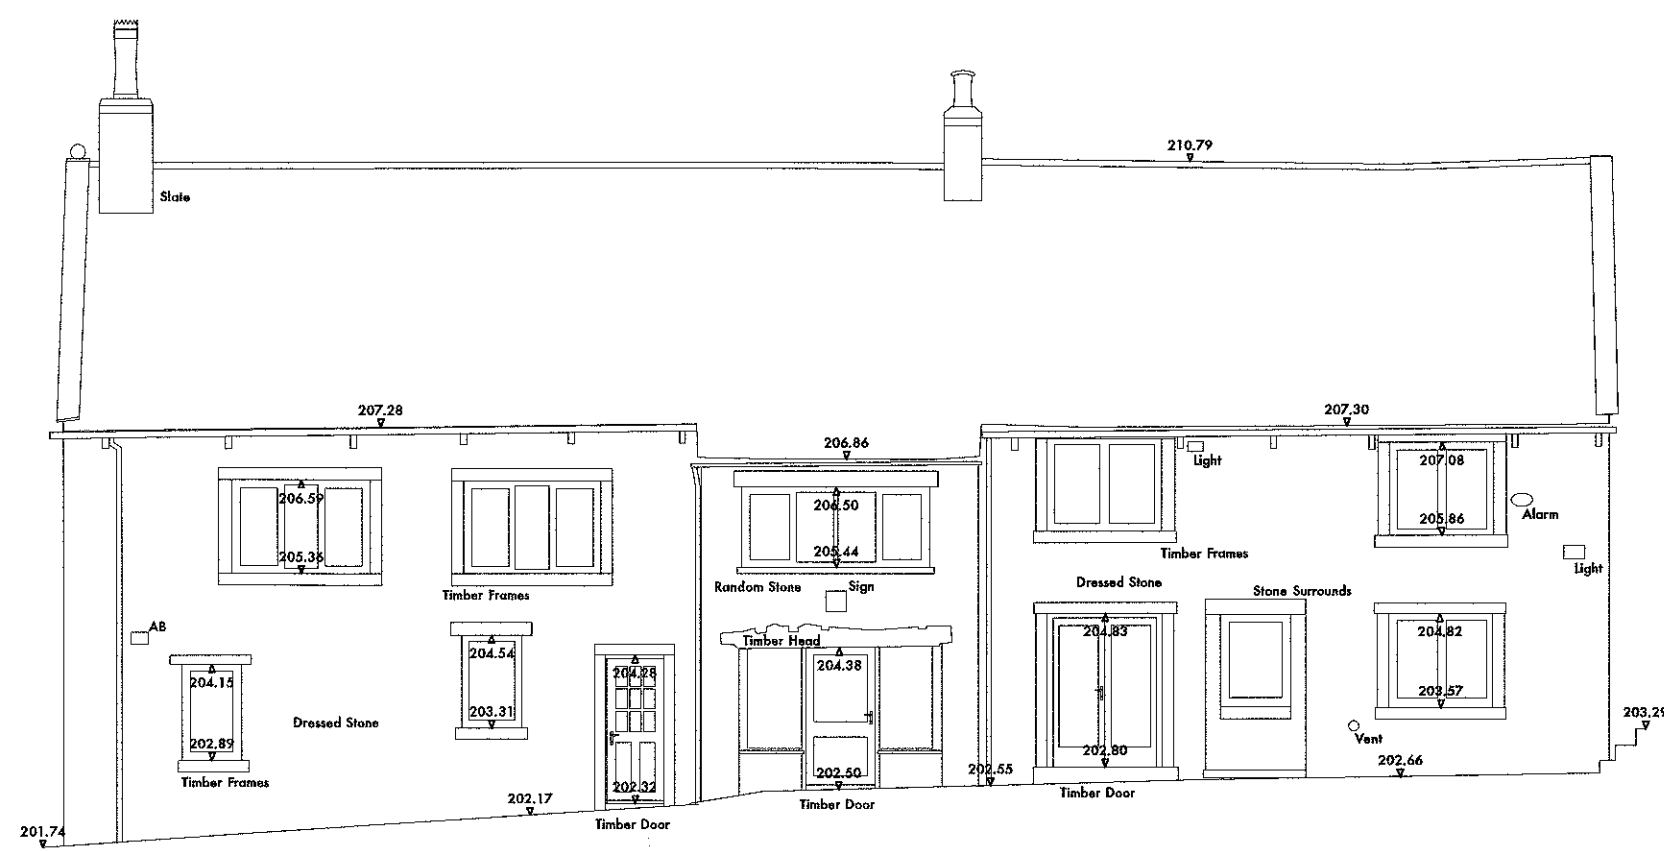 210.79
Slate
207.28
207.30
206.86
Light
207.08
206.59
206.50
Alarm
205.86
205.36
205.44
Timber Frames
Light
Dressed Stone
Random Stone
Sign
Stone Surrounds
Timber Frames
AB
Timber Head
204.83
204.82
204.54
204.38
204.28
204.15
203.57
203.31
203.29
Dressed Stone
Vent
202.80
202.89
202.55
202.66
Timber Frames
202.50
202.32
Timber Door
202.17
Timber Door
Timber Door
201.74